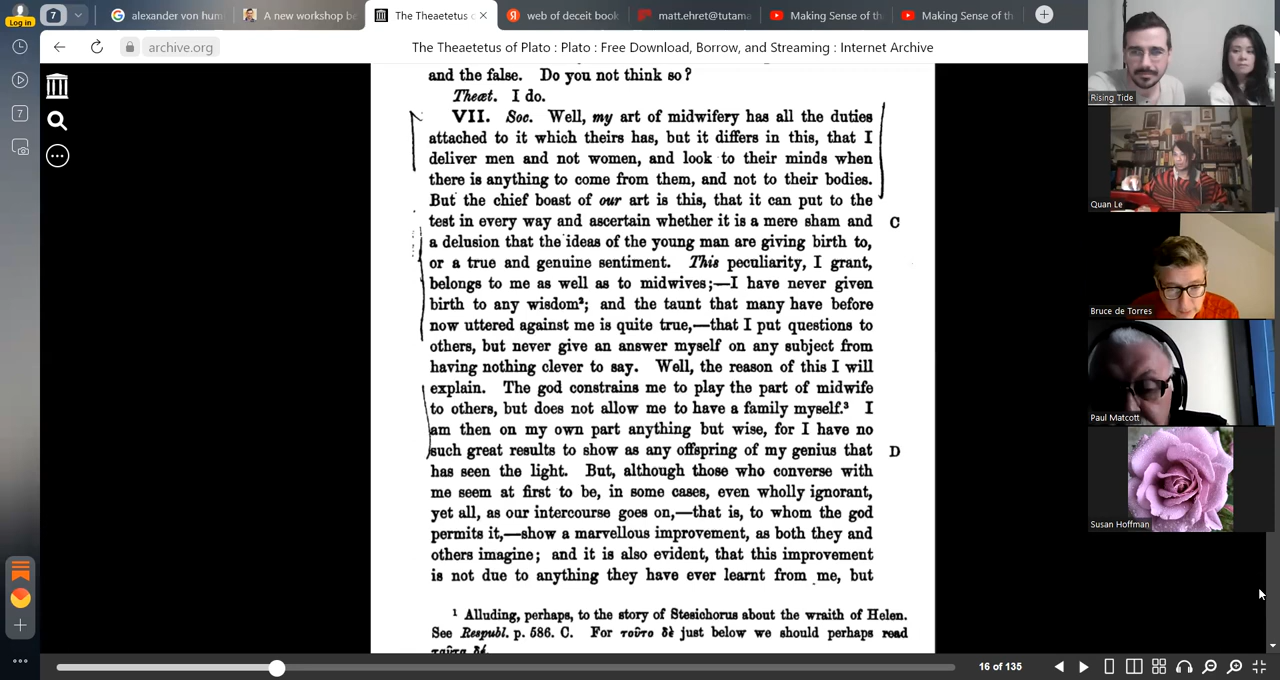 Log in
7
alexander von hum
A new workshop be
The Theaetetus c
web of deceit book
matt.ehret@tutama
Making Sense of th
Making Sense of th
archive.org
The Theaetetus of Plato : Plato : Free Download, Borrow, and Streaming : Internet Archive
7
and the false. Do you not think so?
Theæt. I do.
VII. Soc. Well, my art of midwifery has all the duties
attached to it which theirs has, but it differs in this, that I
deliver men and not women, and look to their minds when
there is anything to come from them, and not to their bodies.
But the chief boast of our art is this, that it can put to the
test in every way and ascertain whether it is a mere sham and C
a delusion that the ideas of the young man are giving birth to,
or a true and genuine sentiment. This peculiarity, I grant,
belongs to me as well as to midwives;—I have never given
birth to any wisdom²; and the taunt that many have before
now uttered against me is quite true,—that I put questions to
others, but never give an answer myself on any subject from
having nothing clever to say. Well, the reason of this I will
explain. The god constrains me to play the part of midwife
to others, but does not allow me to have a family myself.³ I
am then on my own part anything but wise, for I have no
such great results to show as any offspring of my genius that D
has seen the light. But, although those who converse with
me seem at first to be, in some cases, even wholly ignorant,
yet all, as our intercourse goes on,—that is, to whom the god
permits it,—show a marvellous improvement, as both they and
others imagine; and it is also evident, that this improvement
is not due to anything they have ever learnt from me, but
¹ Alluding, perhaps, to the story of Stesichorus about the wraith of Helen.
See Respubl. p. 586. C. For τοῦτο δὲ just below we should perhaps read
ταῦτα δέ.
16 of 135
Rising Tide
Quan Le
Bruce de Torres
Paul Matcott
Susan Hoffman